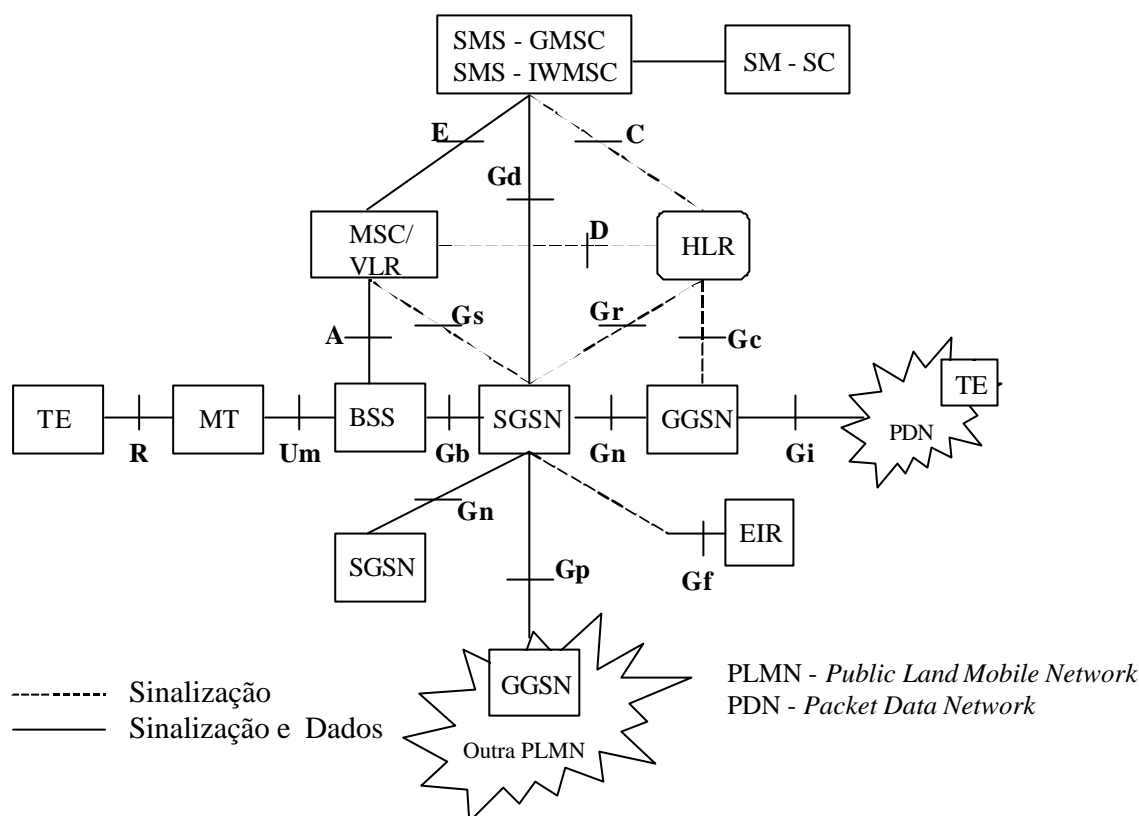 SMS - GMSC
SMS - IWMSC
SM - SC
E
C
Gd
MSC/
VLR
D
HLR
Gs
Gr
A
Gc
TE
MT
BSS
SGSN
GGSN
PDN
TE
R
Um
Gb
Gn
Gi
Gn
SGSN
EIR
Gf
Gp
GGSN
Outra PLMN
Sinalização
Sinalização e Dados
PLMN - Public Land Mobile Network
PDN - Packet Data Network